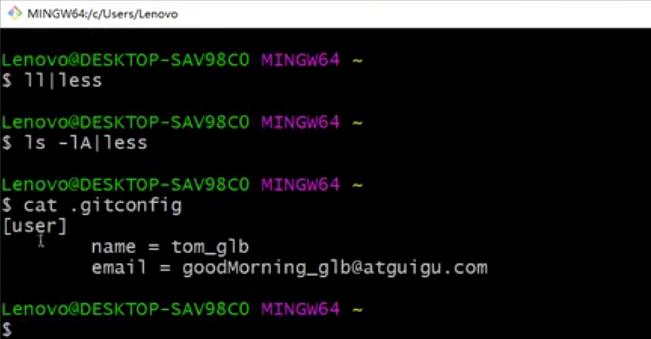 MINGW64:/c/Users/Lenovo
Lenovo@DESKTOP-SAV98C0 MINGW64 ~
$ ll|less
Lenovo@DESKTOP-SAV98C0 MINGW64 ~
$ ls -lA|less
Lenovo@DESKTOP-SAV98C0 MINGW64 ~
$ cat .gitconfig
[user]
name = tom_glb
email = goodMorning_glb@atguigu.com
Lenovo@DESKTOP-SAV98C0 MINGW64 ~
$